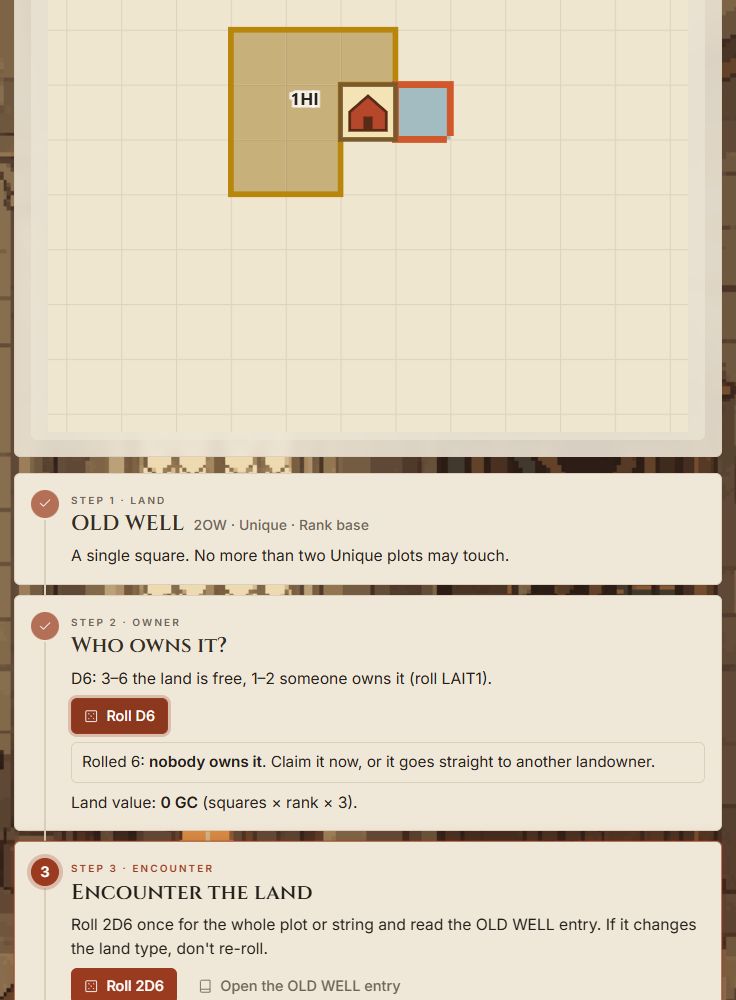 1HI
STEP 1 · LAND
OLD WELL 2OW · Unique · Rank base
A single square. No more than two Unique plots may touch.
STEP 2 · OWNER
WHO OWNS IT?
D6: 3–6 the land is free, 1–2 someone owns it (roll LAIT1).
Roll D6
Rolled 6: nobody owns it. Claim it now, or it goes straight to another landowner.
Land value: 0 GC (squares × rank × 3).
3
STEP 3 · ENCOUNTER
ENCOUNTER THE LAND
Roll 2D6 once for the whole plot or string and read the OLD WELL entry. If it changes
the land type, don't re-roll.
Roll 2D6 Open the OLD WELL entry